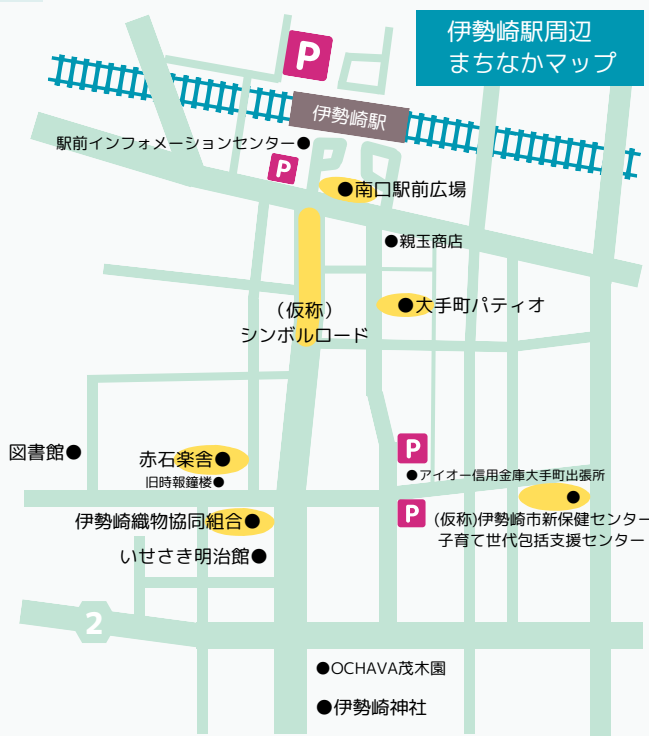 伊勢崎駅周辺
まちなかマップ
P
伊勢崎駅
駅前インフォメーションセンター●
P
●南口駅前広場
●親玉商店
(仮称)
シンボルロード
●大手町パティオ
図書館●
赤石楽舎●
旧時報鐘楼●
P
●アイオー信用金庫大手町出張所
伊勢崎織物協同組合●
P
●
(仮称)伊勢崎市新保健センター
子育て世代包括支援センター
いせさき明治館●
2
●OCHAVA茂木園
●伊勢崎神社